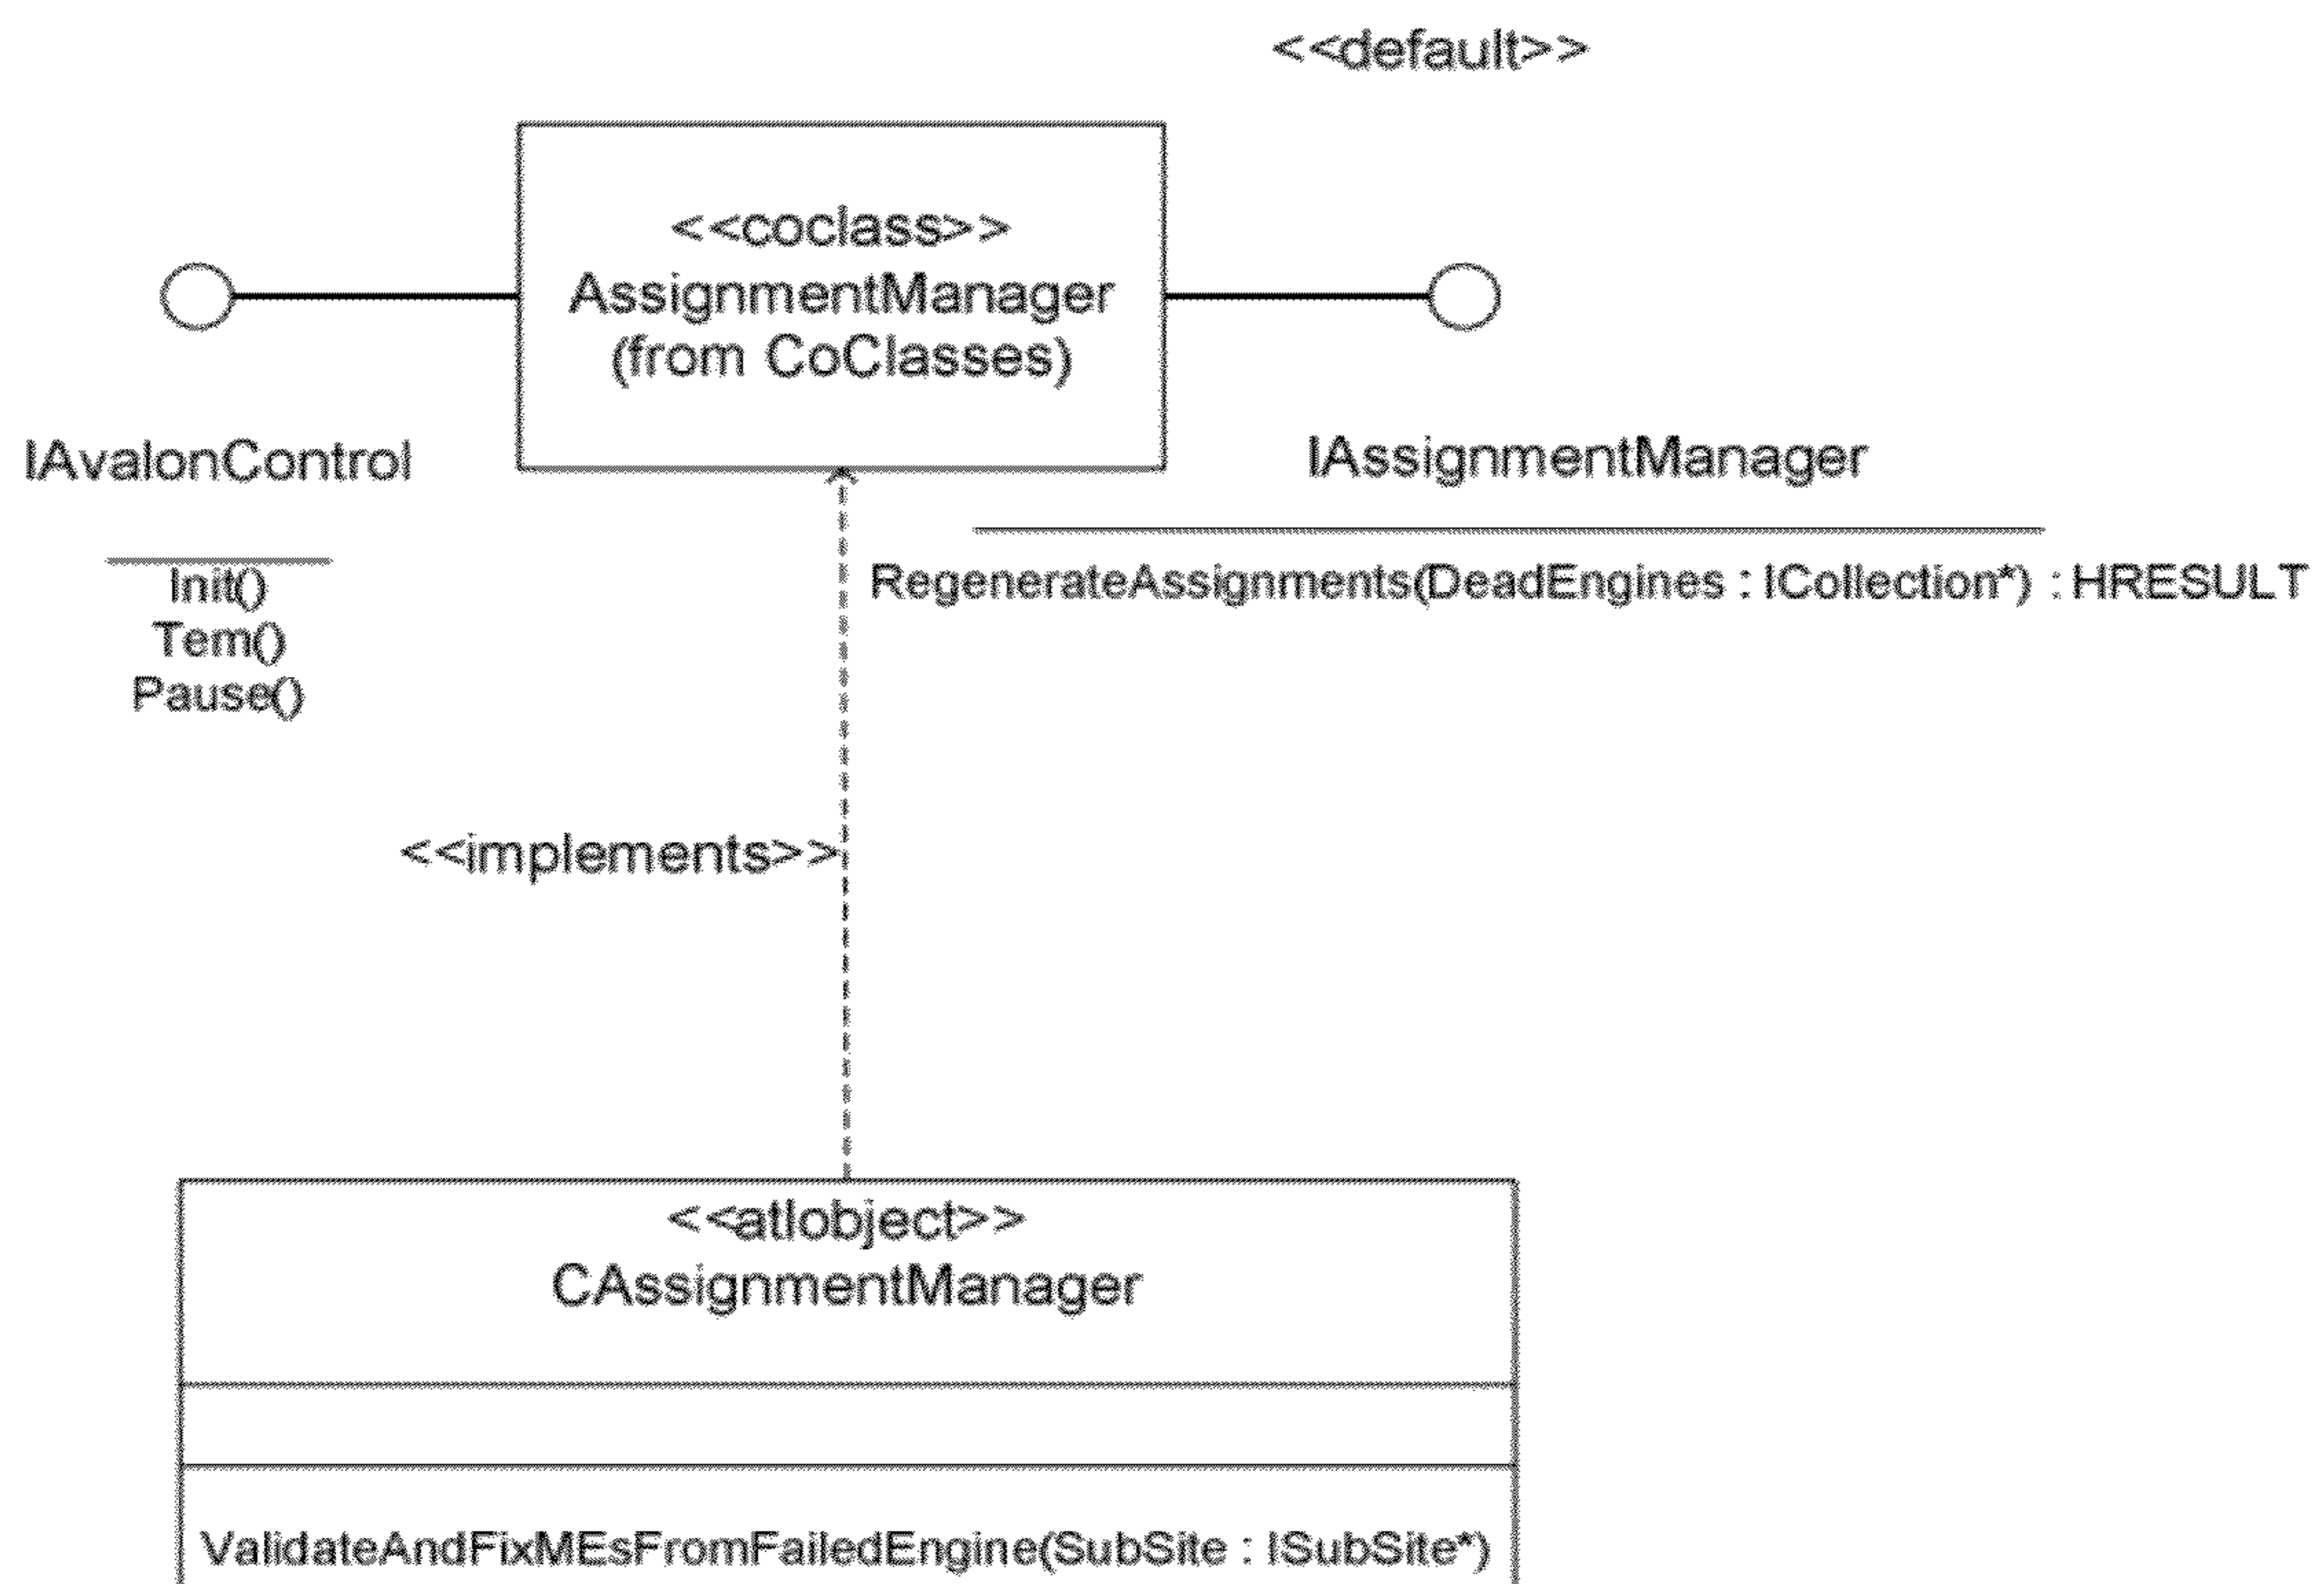 <<default>>
<<coclass>>
AssignmentManager
(from CoClasses)
IAvalonControl
IAssignmentManager
Init()
Tem()
Pause()
RegenerateAssignments(DeadEngines : ICollection*) : HRESULT
<<implements>>
<<atlobject>>
CAssignmentManager
ValidateAndFixMEsFromFailedEngine(SubSite : ISubSite*)